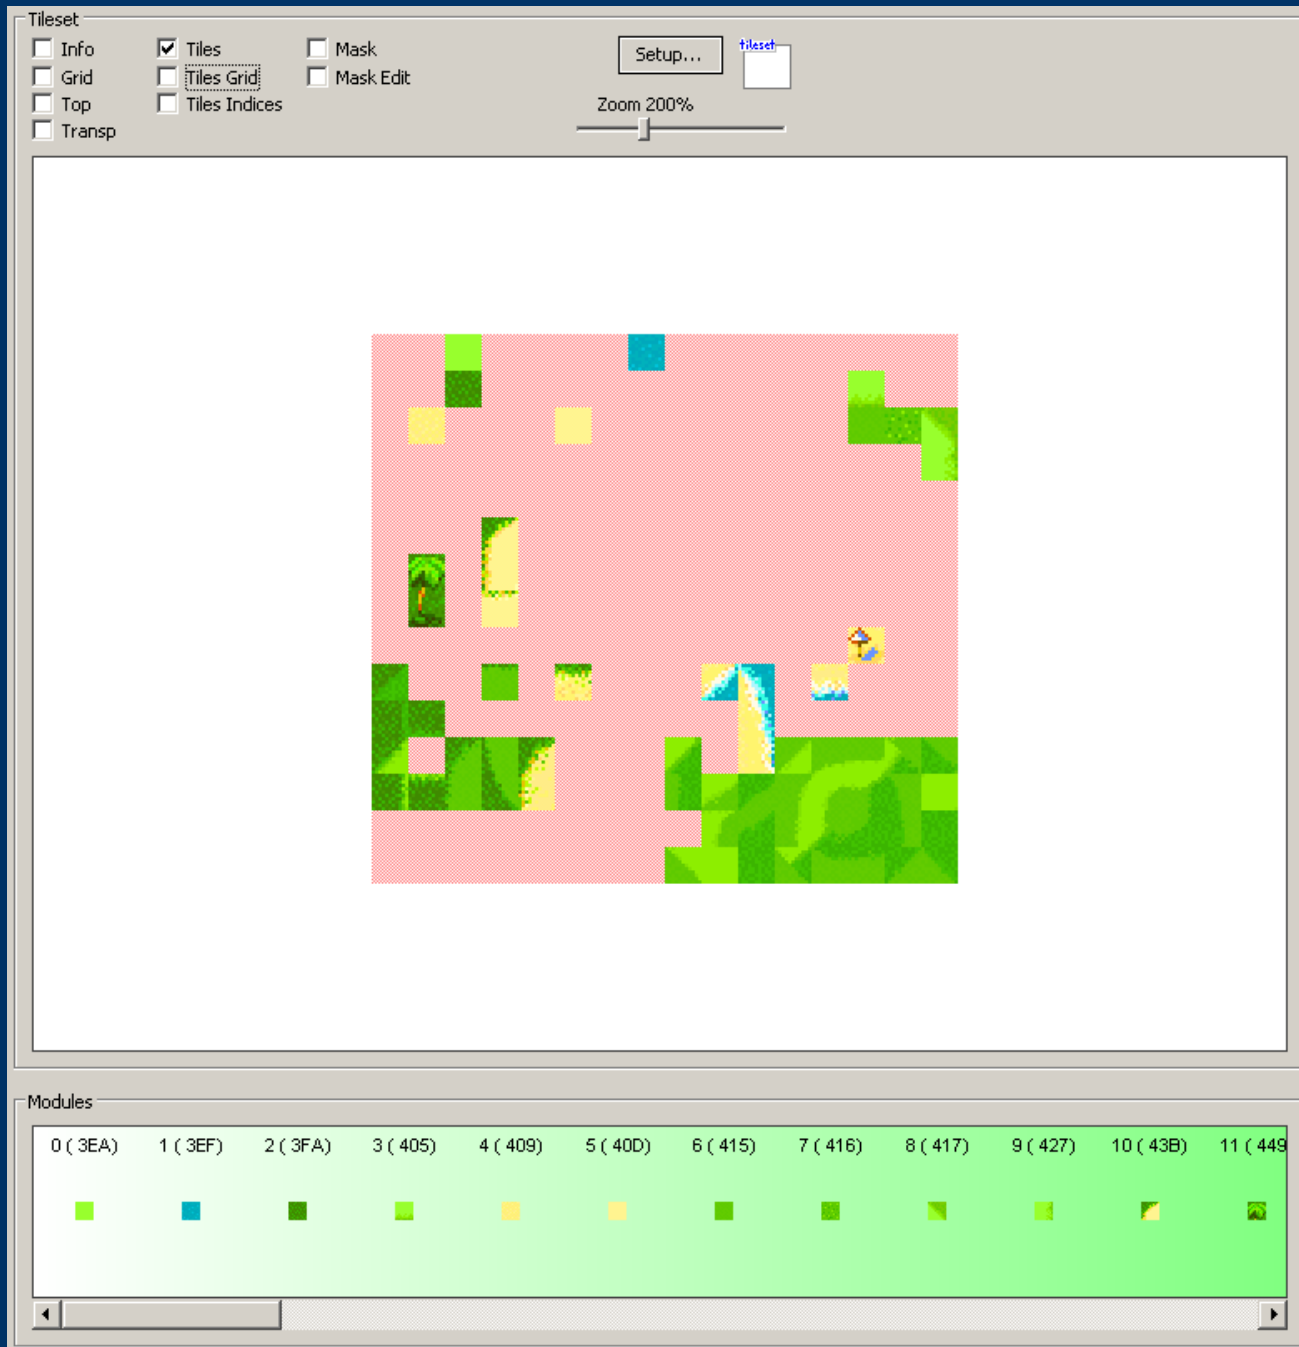 Tileset
Info
Tiles
Mask
Setup...
tileset
Grid
Tiles Grid
Mask Edit
Top
Tiles Indices
Zoom 200%
Transp
Modules
0 ( 3EA) 1 ( 3EF) 2 ( 3FA) 3 ( 405) 4 ( 409) 5 ( 40D) 6 ( 415) 7 ( 416) 8 ( 417) 9 ( 427) 10 ( 43B) 11 ( 449